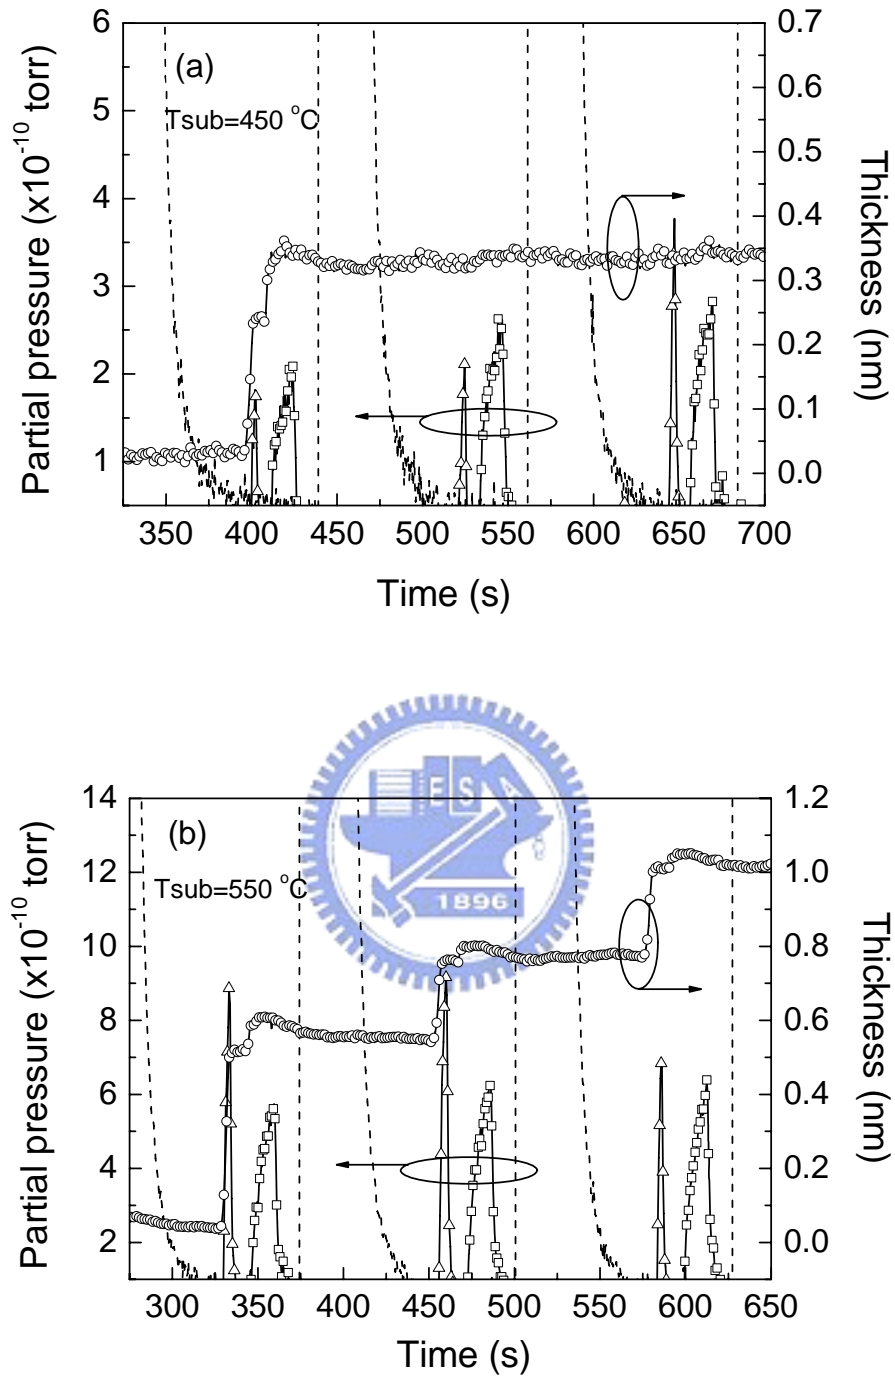 (a)
Tsub=450 °C
Partial pressure (x10^-10 torr)
6
5
4
3
2
1
0.7
0.6
0.5
0.4
0.3
0.2
0.1
0.0
Thickness (nm)
350 400 450 500 550 600 650 700
Time (s)
(b)
Tsub=550 °C
Partial pressure (x10^-10 torr)
14
12
10
8
6
4
2
E S
1896
1.2
1.0
0.8
0.6
0.4
0.2
0.0
Thickness (nm)
300 350 400 450 500 550 600 650
Time (s)